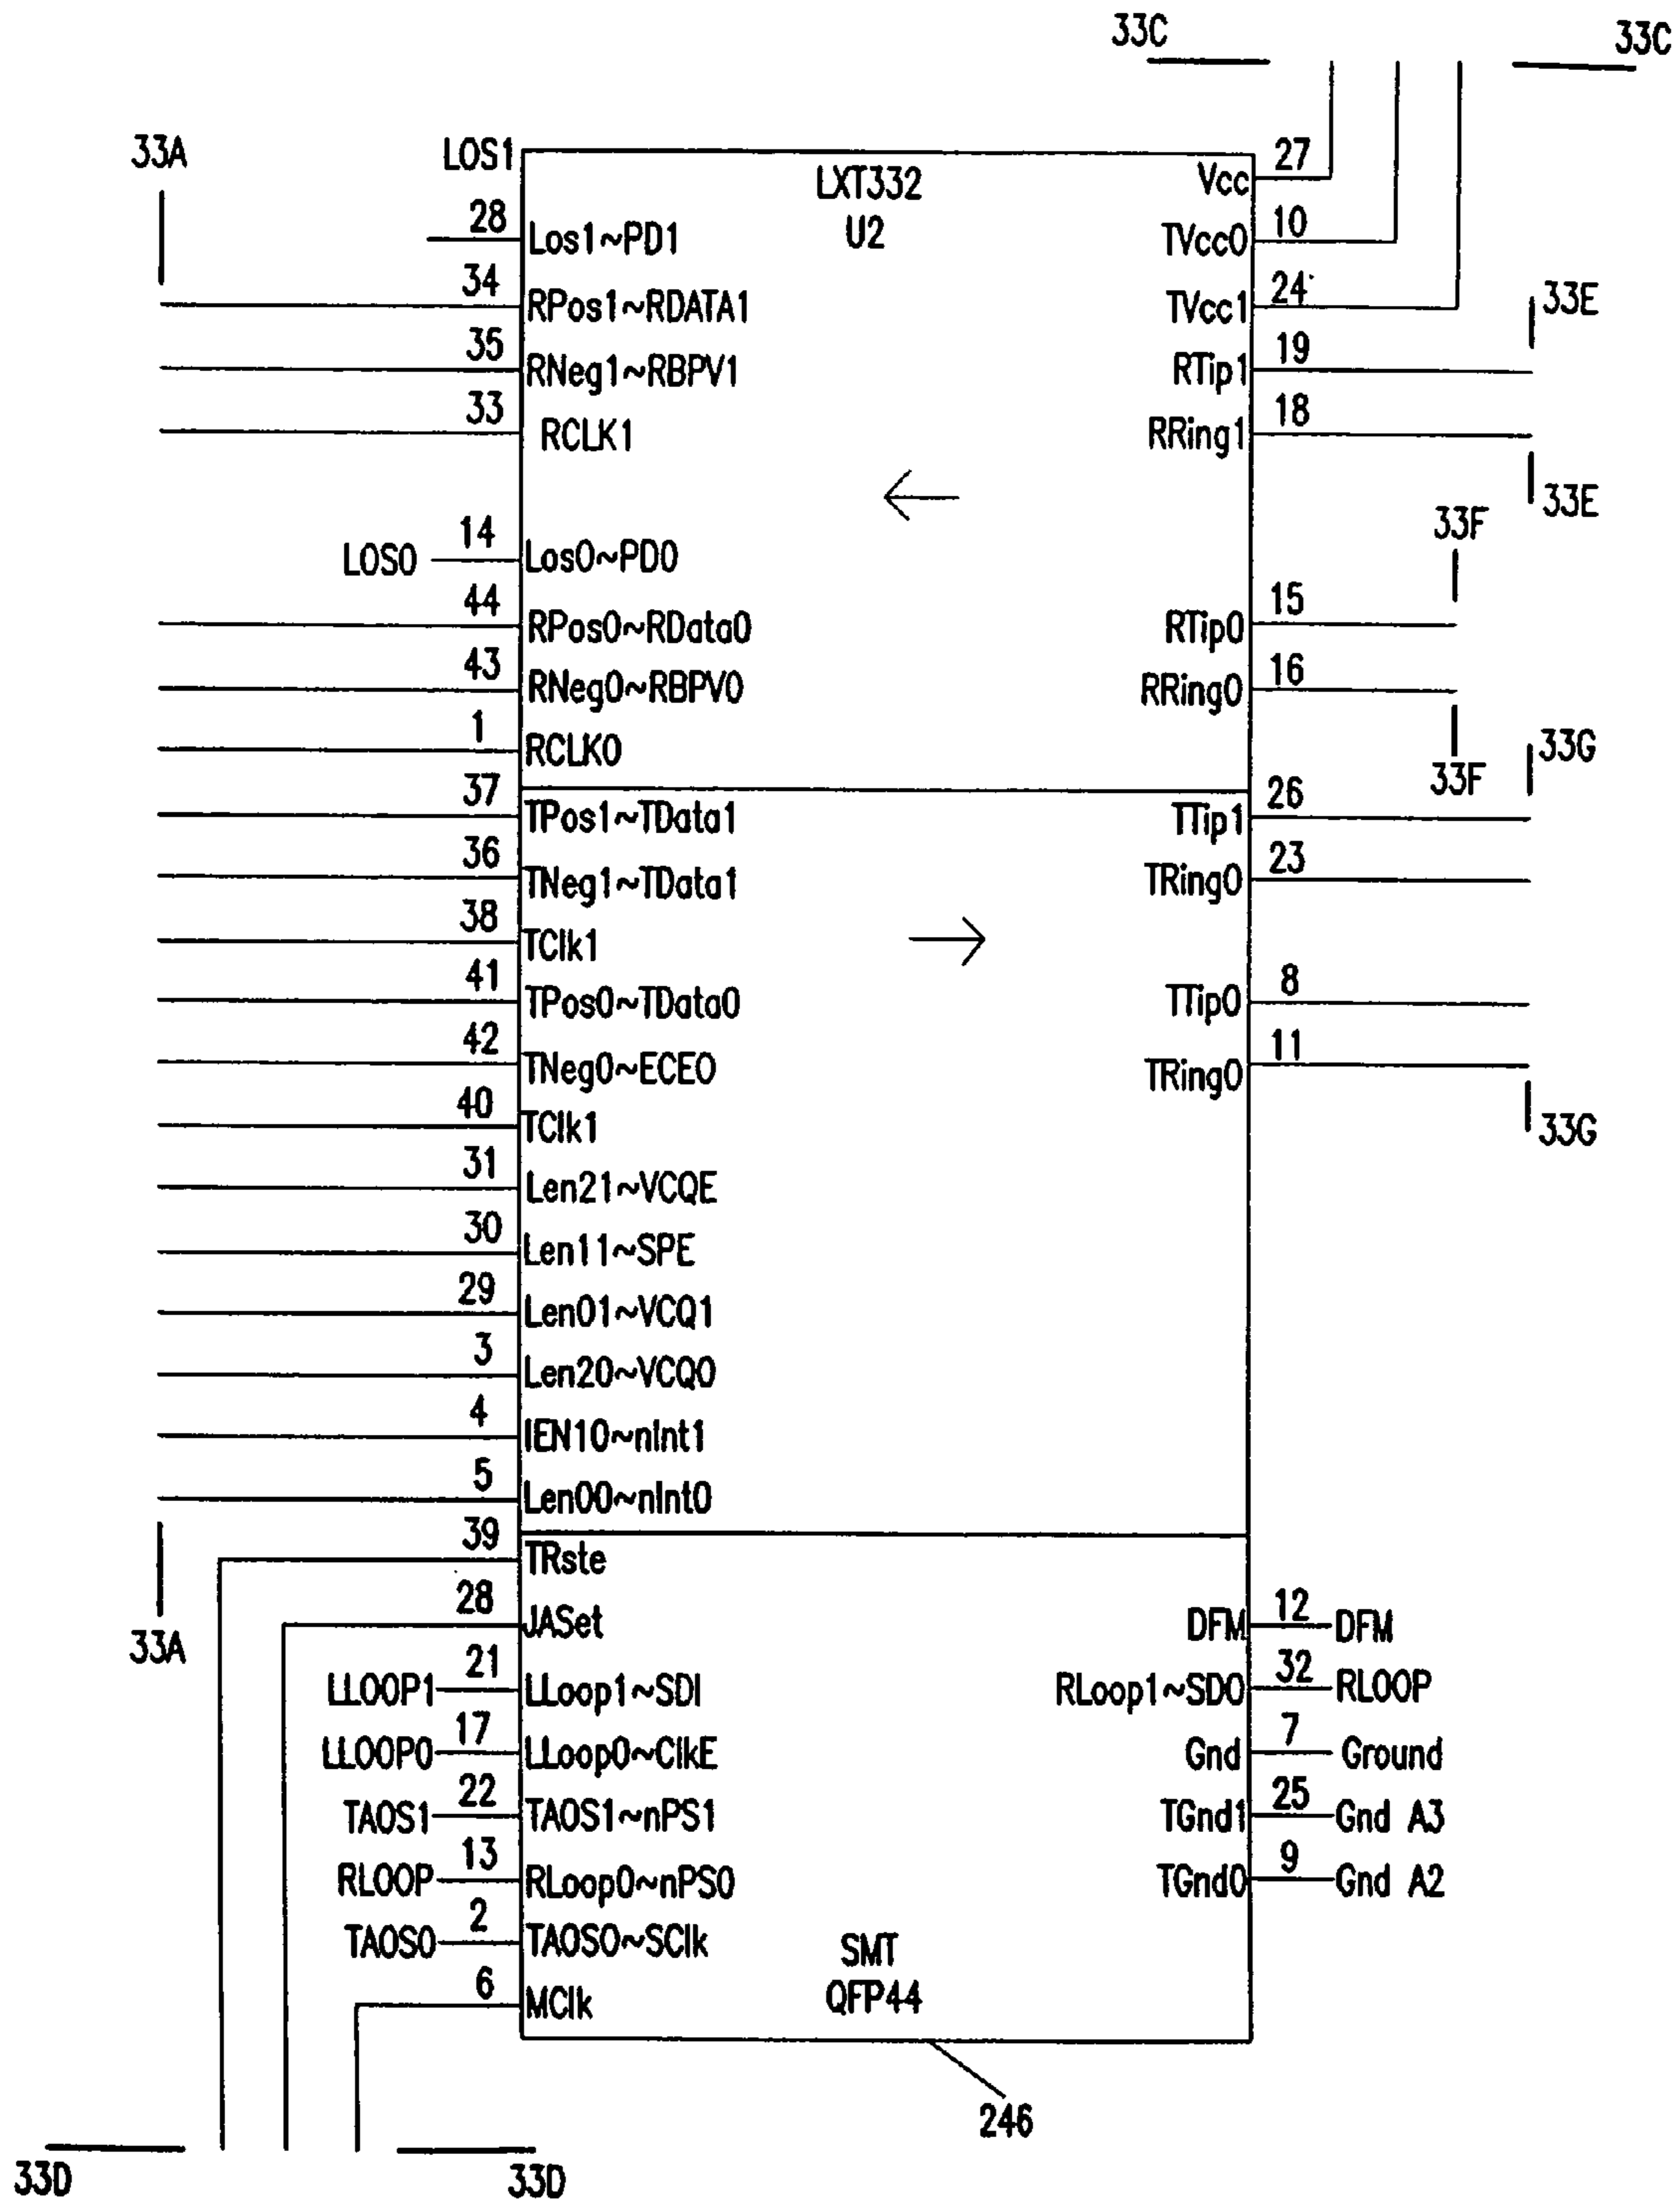 33C 33C
33A
LOS1
LXT332
U2
Vcc 27
28 Los1~PD1
TVcc0 10
34 RPos1~RDATA1
TVcc1 24
33E
35 RNeg1~RBPV1
RTip1 19
33 RCLK1
RRing1 18
33E
33F
LOS0 14 Los0~PD0
44 RPos0~RData0
RTip0 15
43 RNeg0~RBPV0
RRing0 16
1 RCLK0
33F
33G
37 TPos1~TData1
TTip1 26
36 TNeg1~TData1
TRing0 23
38 TClk1
41 TPos0~TData0
TTip0 8
42 TNeg0~ECE0
TRing0 11
40 TClk1
33G
31 Len21~VCQE
30 Len11~SPE
29 Len01~VCQ1
3 Len20~VCQ0
4 IEN10~nInt1
5 Len00~nInt0
39 TRste
33A
28 JASet
DFM 12 DFM
LLOOP1 21 LLoop1~SDI
RLoop1~SD0 32 RLOOP
LLOOP0 17 LLoop0~ClkE
Gnd 7 Ground
TAOS1 22 TAOS1~nPS1
TGnd1 25 Gnd A3
RLOOP 13 RLoop0~nPS0
TGnd0 9 Gnd A2
TAOS0 2 TAOS0~SClk
6 MClk
SMT
QFP44
246
33D 33D